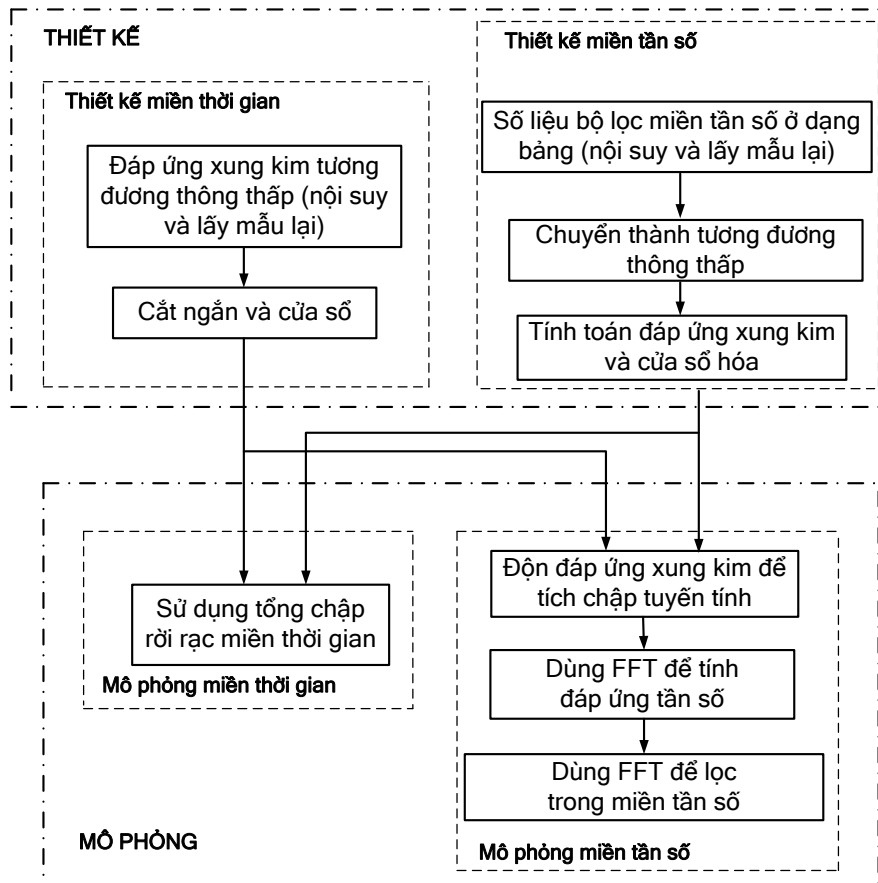 THIẾT KẾ
Thiết kế miền thời gian
Đáp ứng xung kim tương
đương thông thấp (nội suy
và lấy mẫu lại)
Cắt ngắn và cửa sổ
Thiết kế miền tần số
Số liệu bộ lọc miền tần số ở dạng
bảng (nội suy và lấy mẫu lại)
Chuyển thành tương đương
thông thấp
Tính toán đáp ứng xung kim
và cửa sổ hóa
Sử dụng tổng chập
rời rạc miền thời gian
Mô phỏng miền thời gian
Độn đáp ứng xung kim để
tích chập tuyến tính
Dùng FFT để tính
đáp ứng tần số
Dùng FFT để lọc
trong miền tần số
Mô phỏng miền tần số
MÔ PHỎNG